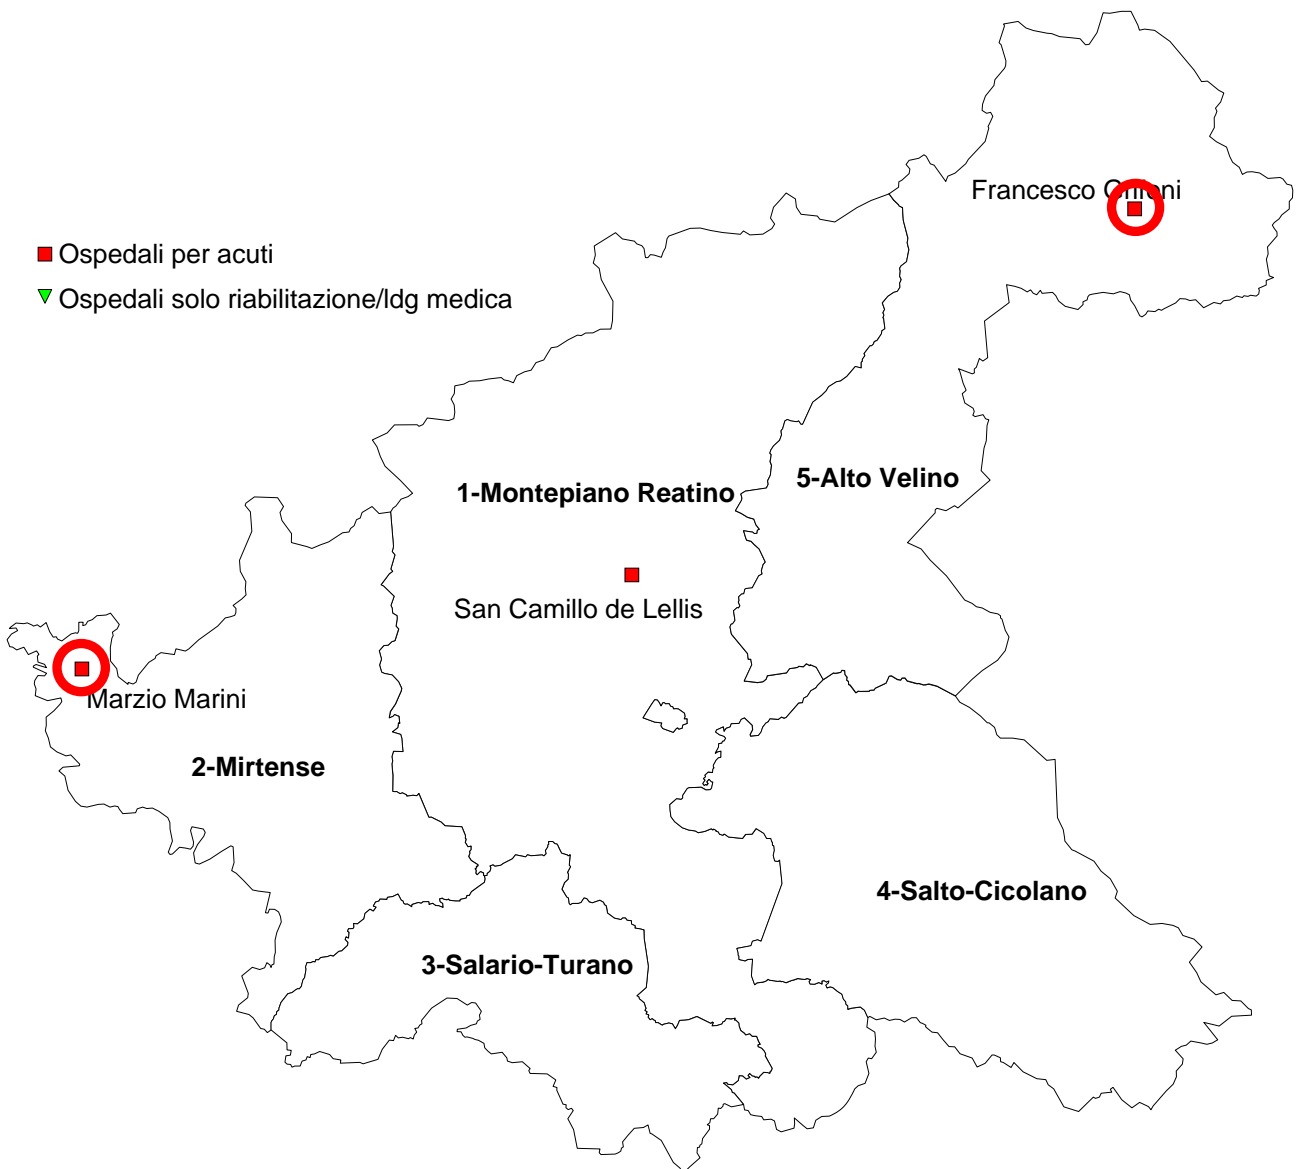 Francesco
Ospedali per acuti
Ospedali solo riabilitazione/ldg medica
5-Alto Velino
1-Montepiano Reatino
San Camillo de Lellis
Marzio Marini
2-Mirtense
4-Salto-Cicolano
3-Salario-Turano